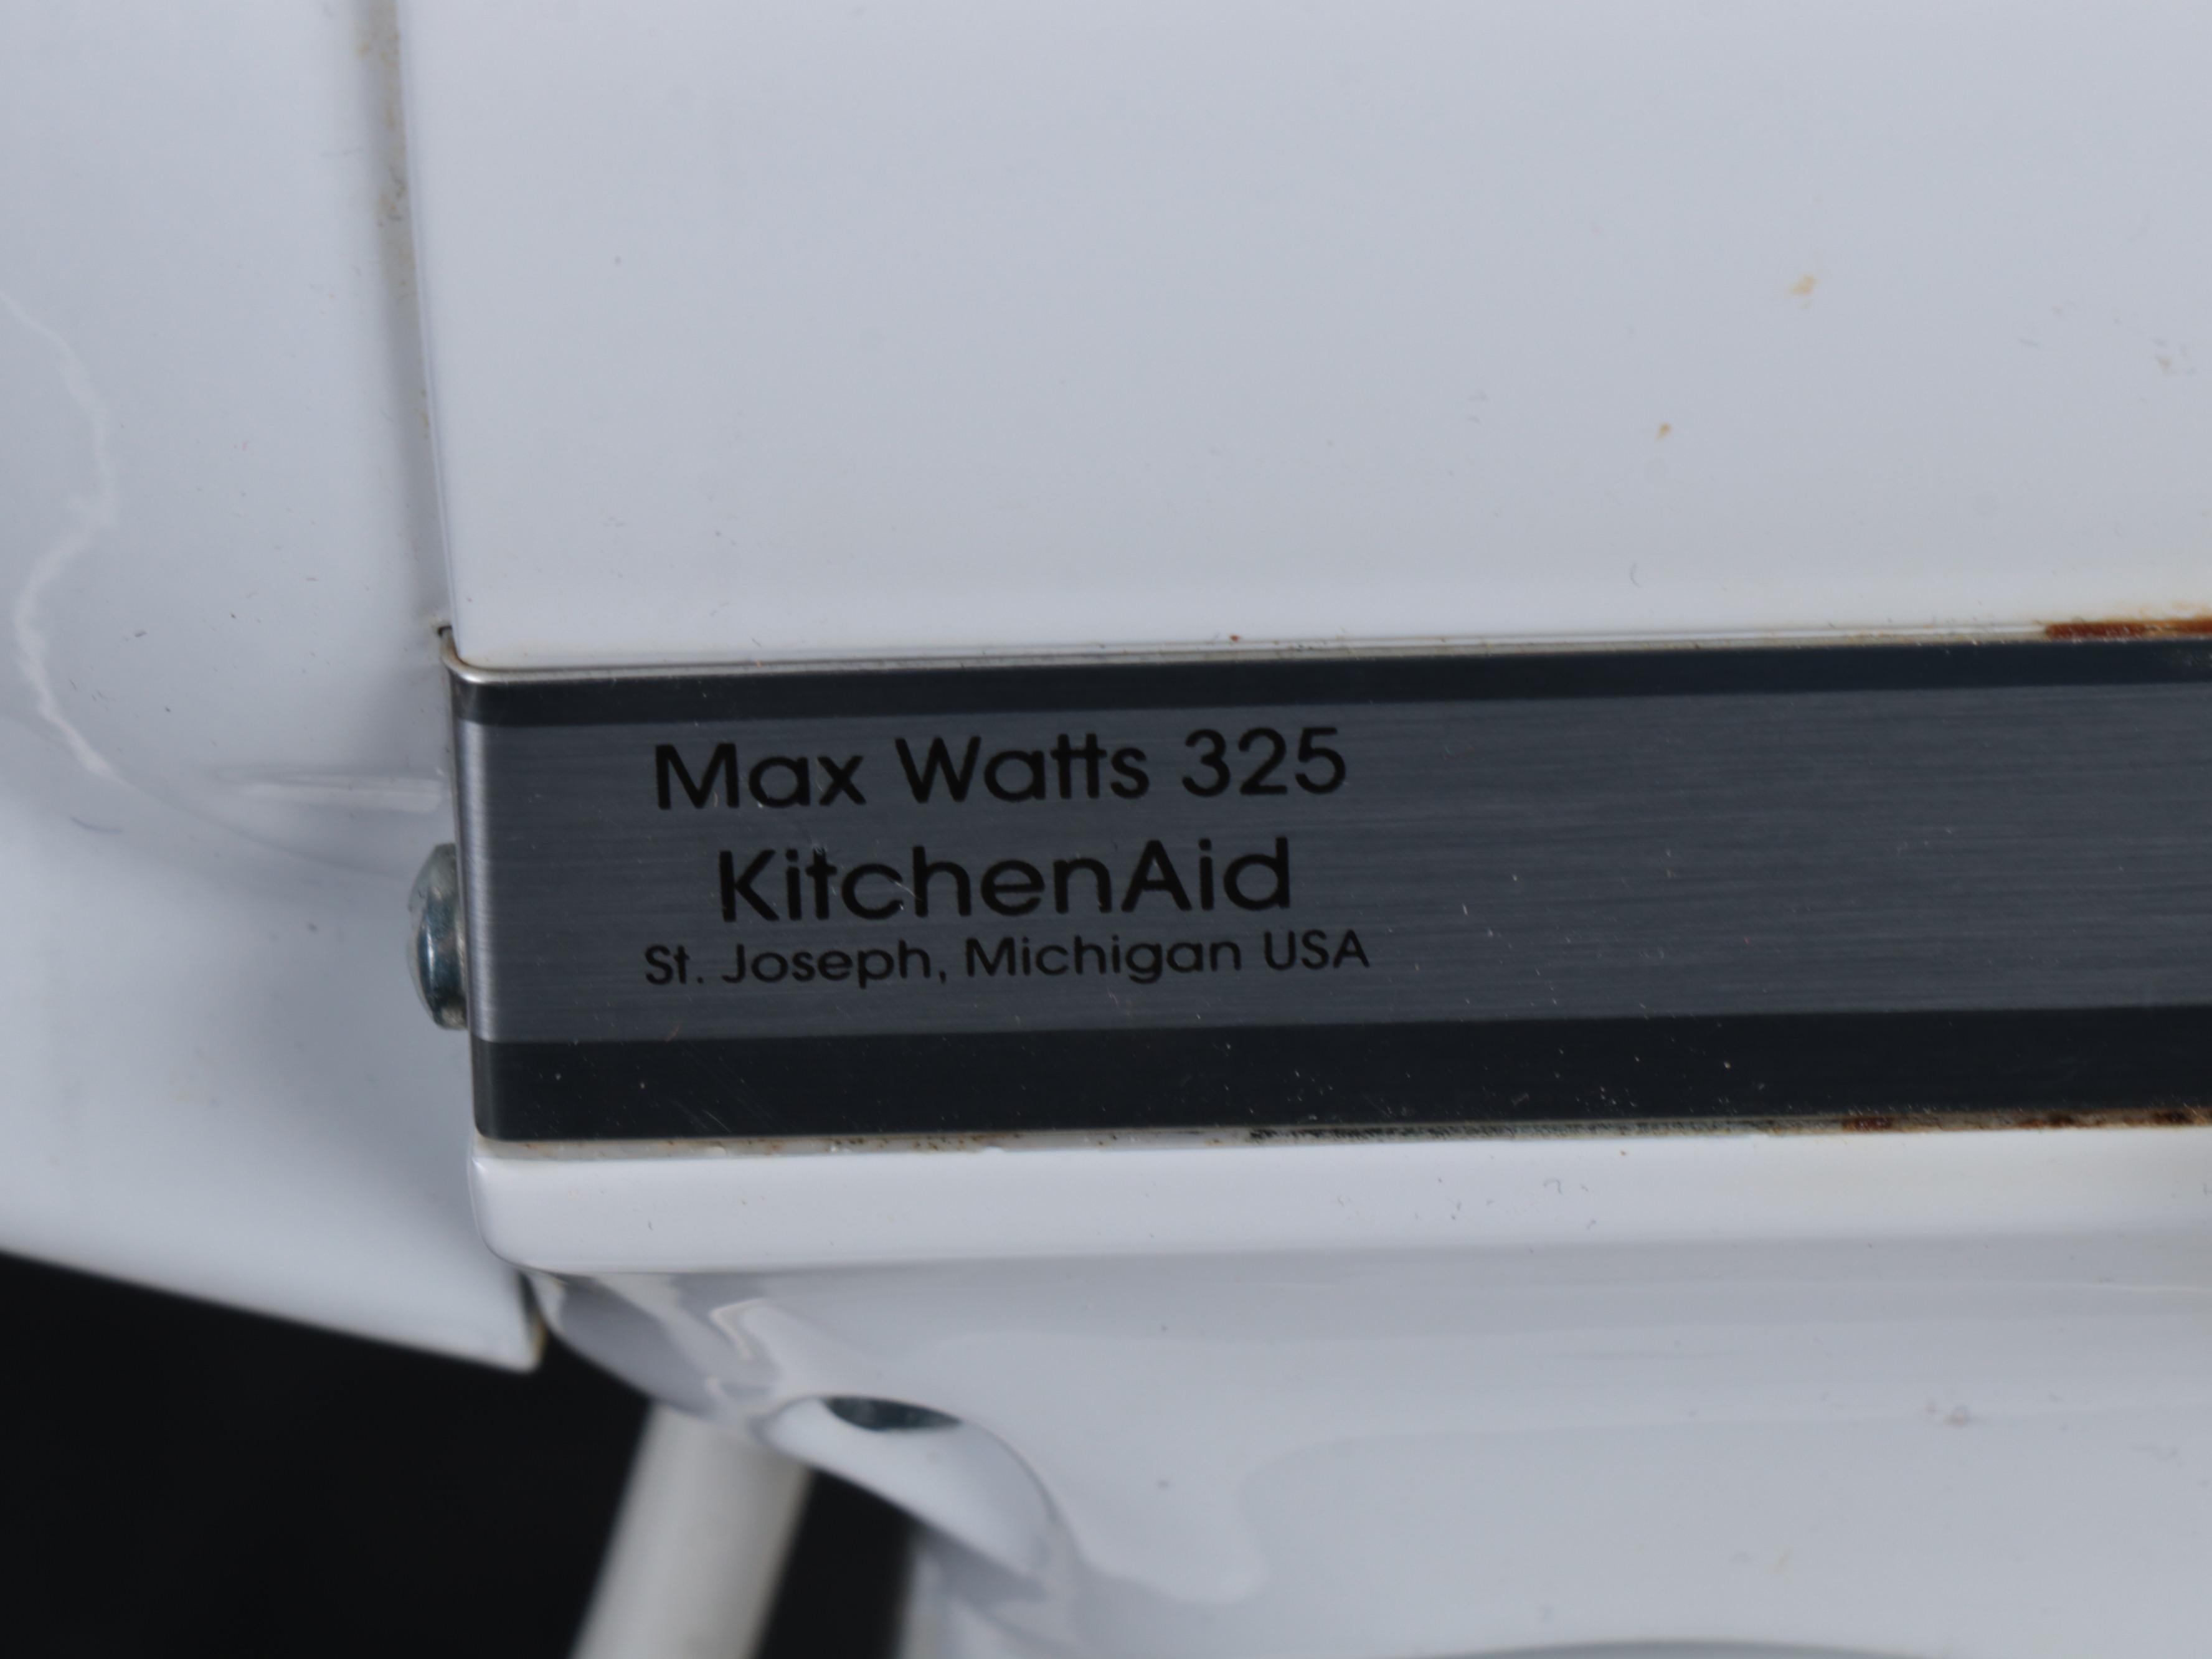 Max Watts 325
KitchenAid
St. Joseph, Michigan USA